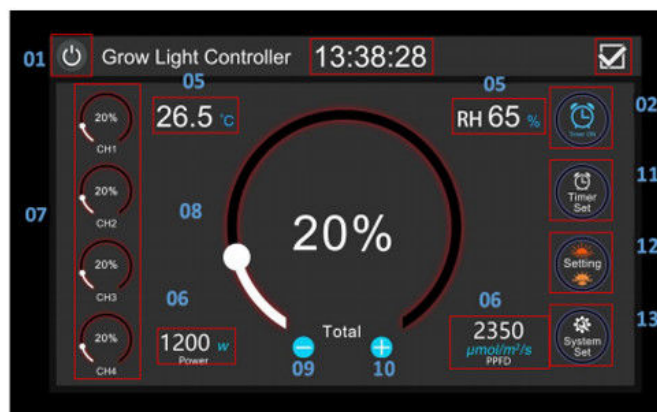 01
Grow Light Controller 13:38:28
05
05
02
20%
CH1
26.5 °C
RH 65 %
Timer ON
11
Timer
Set
07
20%
CH2
08
20%
12
Setting
20%
CH3
06
06
13
20%
CH4
1200 w
Power
Total
09
10
2350
μmol/m²/s
PPFD
System
Set